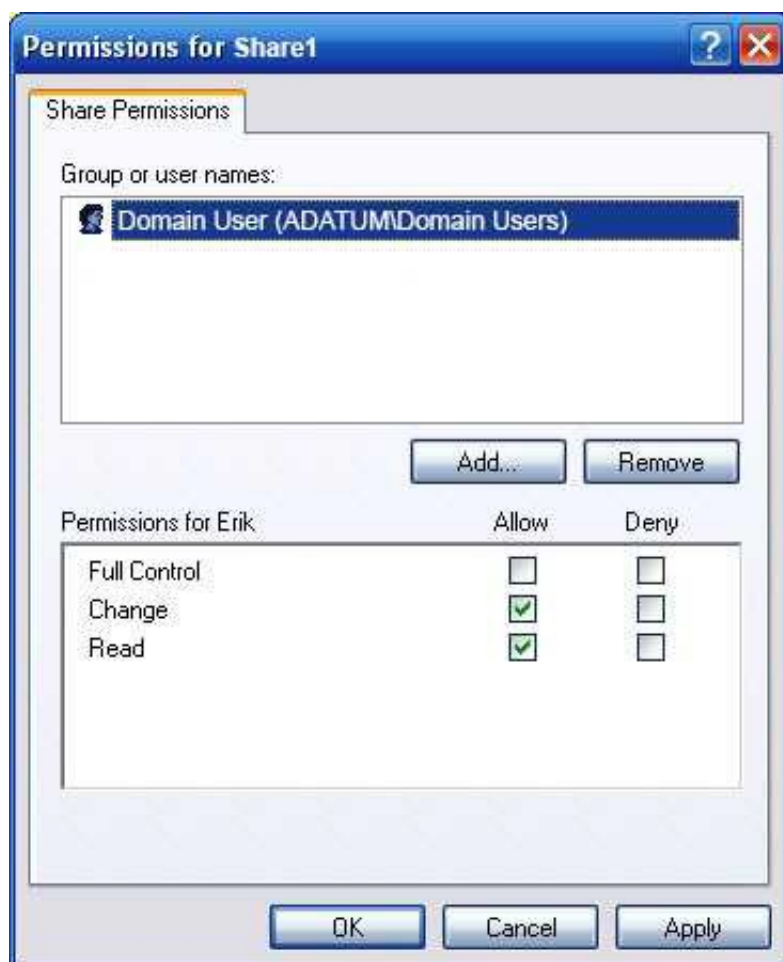 Permissions for Share1
Share Permissions
Group or user names:
Domain User (ADATUM\Domain Users)
Add... Remove
Permissions for Erik Allow Deny
Full Control
Change
Read
OK Cancel Apply